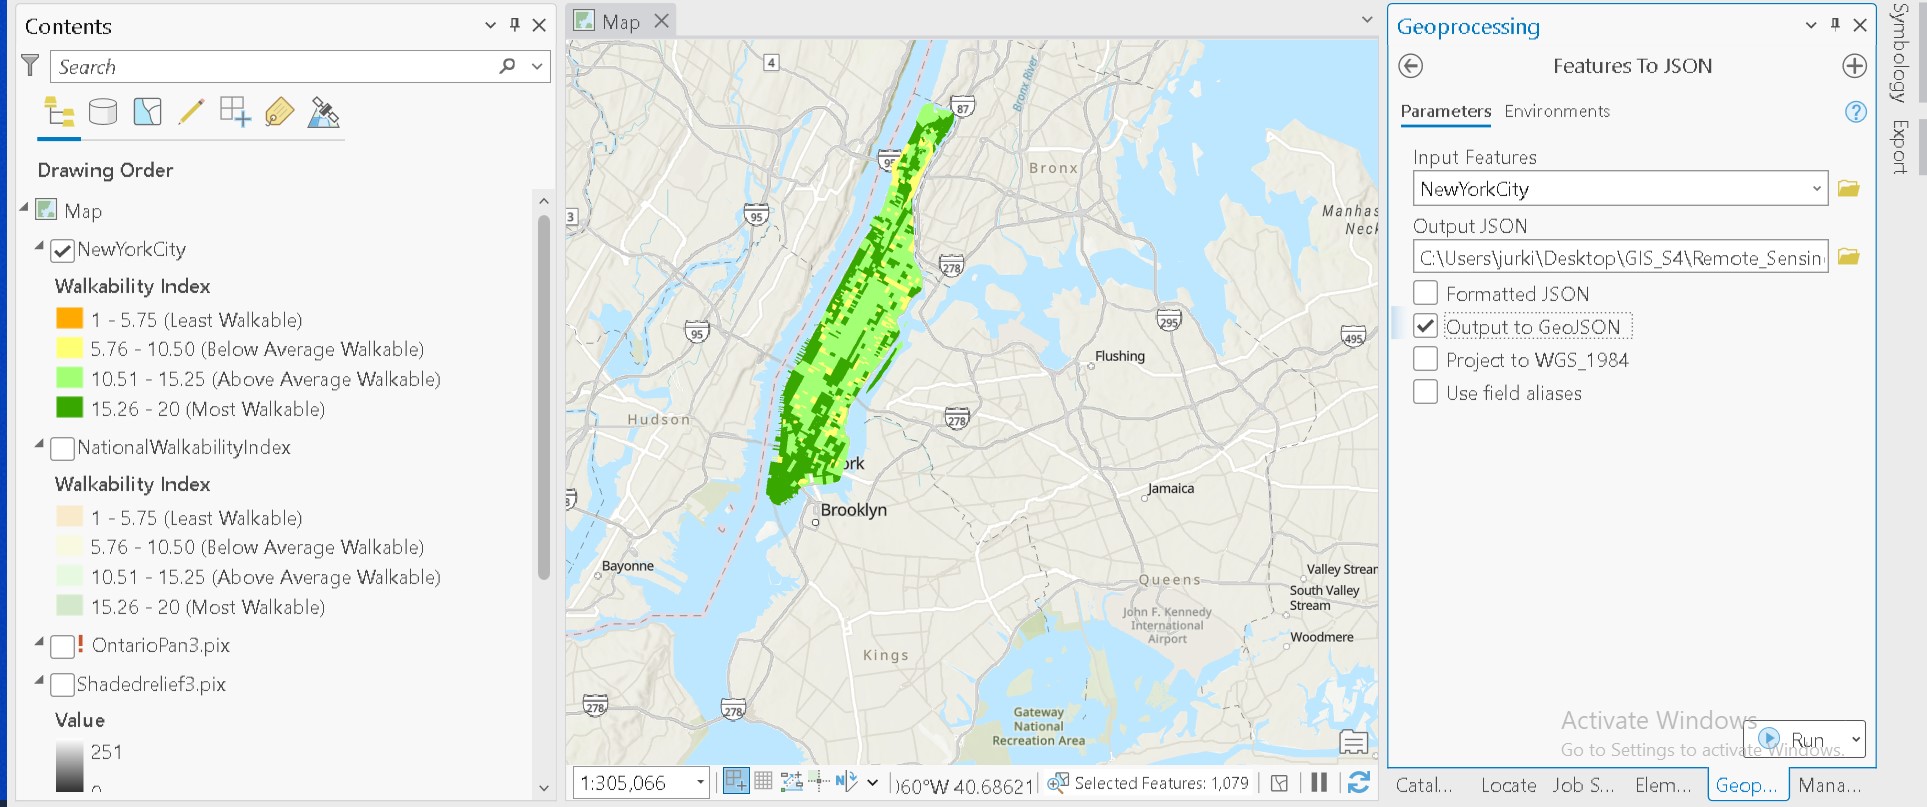 Contents
Search
Drawing Order
Map
NewYorkCity
Walkability Index
1 - 5.75 (Least Walkable)
5.76 - 10.50 (Below Average Walkable)
10.51 - 15.25 (Above Average Walkable)
15.26 - 20 (Most Walkable)
NationalWalkabilityIndex
Walkability Index
1 - 5.75 (Least Walkable)
5.76 - 10.50 (Below Average Walkable)
10.51 - 15.25 (Above Average Walkable)
15.26 - 20 (Most Walkable)
! OntarioPan3.pix
Shadedrelief3.pix
Value
251
Map
4
87
Bronx River
95
Bronx
3
95
Manhas
Neck
278
95
295
495
Flushing
Hudson
278
ork
Jamaica
Brooklyn
Bayonne
Queens
Valley Strear
South Valley
Stream
John F. Kennedy
International
Airport
Woodmere
Kings
278
278
Gateway
National
Recreation Area
1:305,066
)60°W 40.68621
Selected Features: 1,079
Geoprocessing
Features To JSON
Parameters Environments
Input Features
NewYorkCity
Output JSON
C:\Users\jurki\Desktop\GIS_S4\Remote_Sensin
Formatted JSON
Output to GeoJSON
Project to WGS_1984
Use field aliases
Activate Windows
Go to Settings to activate Windows.
Run
Catal... Locate Job S... Elem... Geop... Mana...
Symbology
Export